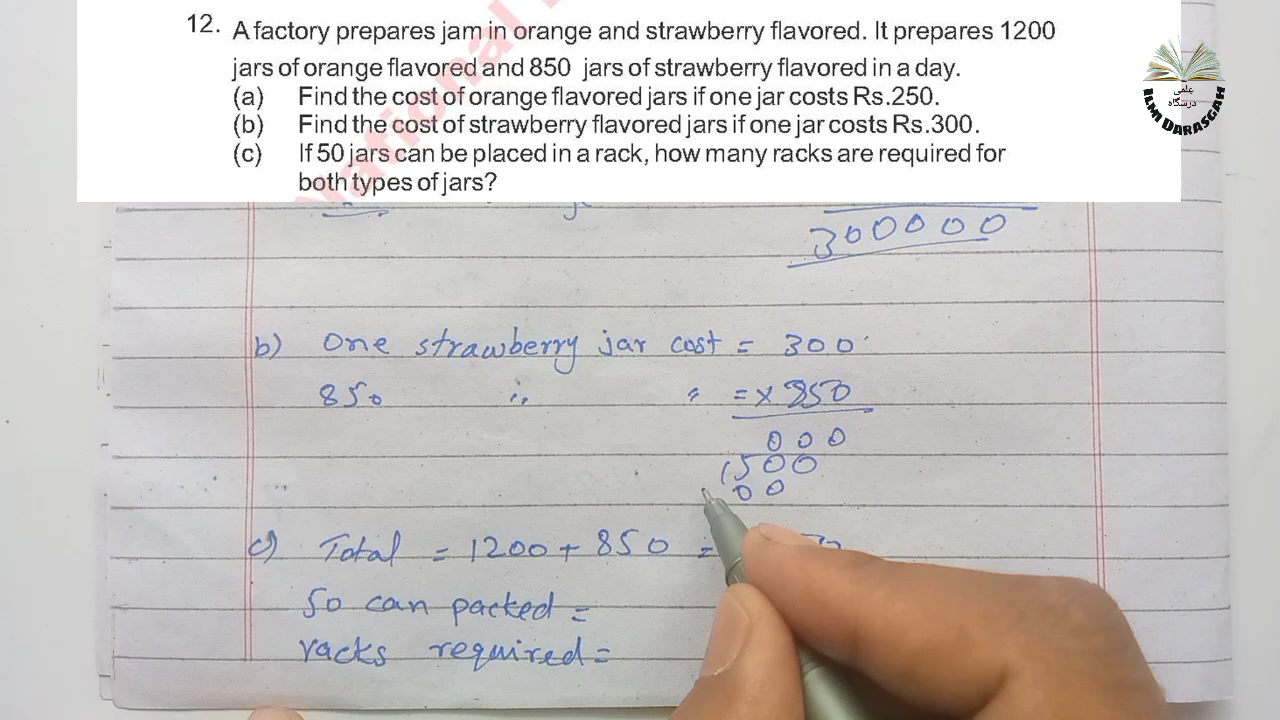 12. A factory prepares jam in orange and strawberry flavored. It prepares 1200
jars of orange flavored and 850 jars of strawberry flavored in a day.
(a) Find the cost of orange flavored jars if one jar costs Rs.250.
(b) Find the cost of strawberry flavored jars if one jar costs Rs.300.
(c) If 50 jars can be placed in a rack, how many racks are required for
both types of jars?
National
علمی
درسگاه
ILMI DARASGAH
300000
b) One strawberry jar cost = 300
850 " " = x 850
000
1500
00
c) Total = 1200 + 850 =
50 can packed =
racks required =